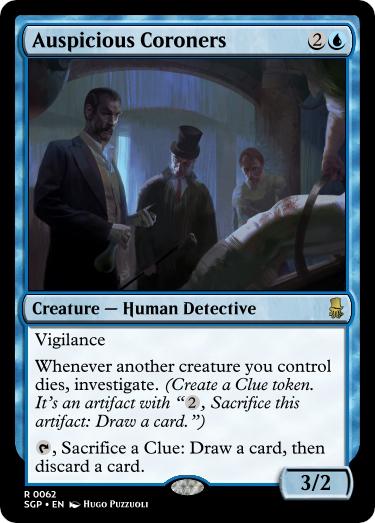 Auspicious Coroners 2
Creature — Human Detective
Vigilance
Whenever another creature you control
dies, investigate. (Create a Clue token.
It's an artifact with “2, Sacrifice this
artifact: Draw a card.”)
, Sacrifice a Clue: Draw a card, then
discard a card.
3/2
R 0062
SGP • EN Hugo Puzzuoli